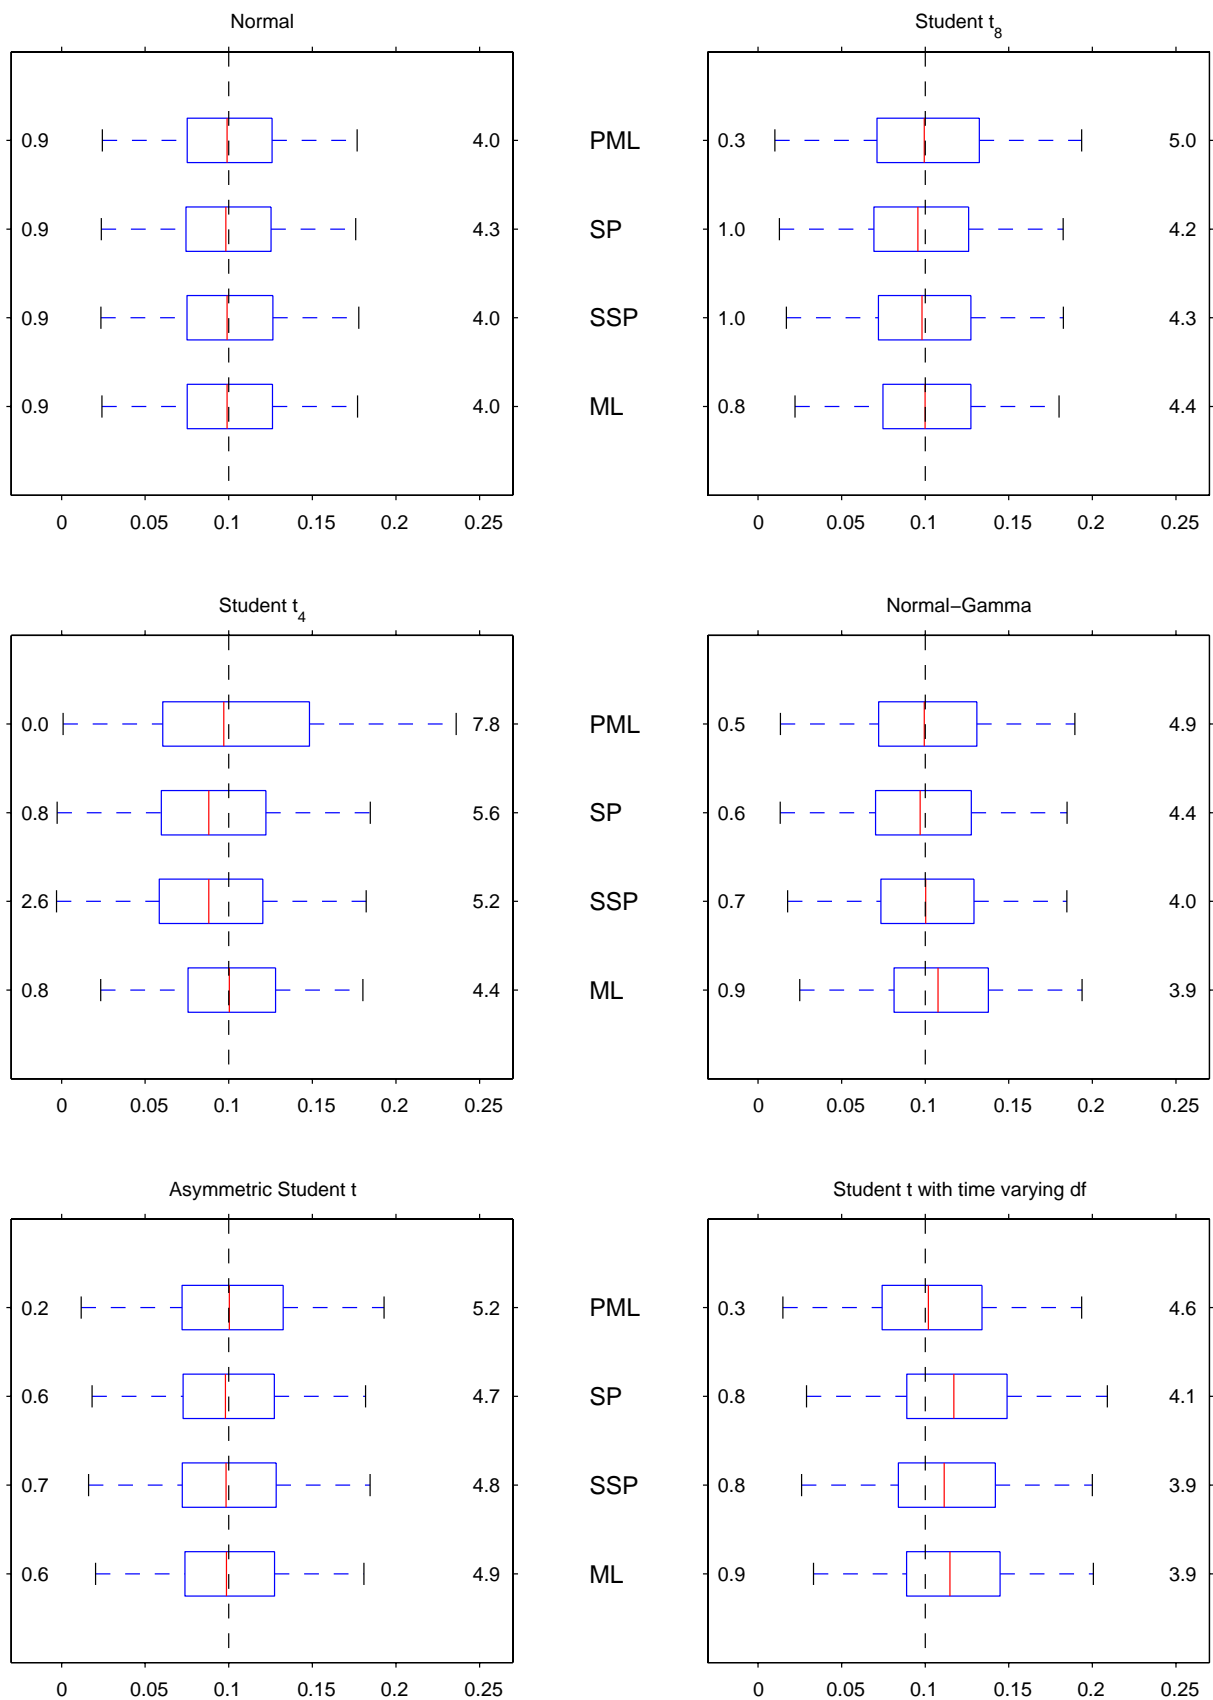 Normal
Student t8
0.9 4.0 PML 0.3 5.0
0.9 4.3 SP 1.0 4.2
0.9 4.0 SSP 1.0 4.3
0.9 4.0 ML 0.8 4.4
0 0.05 0.1 0.15 0.2 0.25 0 0.05 0.1 0.15 0.2 0.25
Student t4
Normal−Gamma
0.0 7.8 PML 0.5 4.9
0.8 5.6 SP 0.6 4.4
2.6 5.2 SSP 0.7 4.0
0.8 4.4 ML 0.9 3.9
0 0.05 0.1 0.15 0.2 0.25 0 0.05 0.1 0.15 0.2 0.25
Asymmetric Student t
Student t with time varying df
0.2 5.2 PML 0.3 4.6
0.6 4.7 SP 0.8 4.1
0.7 4.8 SSP 0.8 3.9
0.6 4.9 ML 0.9 3.9
0 0.05 0.1 0.15 0.2 0.25 0 0.05 0.1 0.15 0.2 0.25